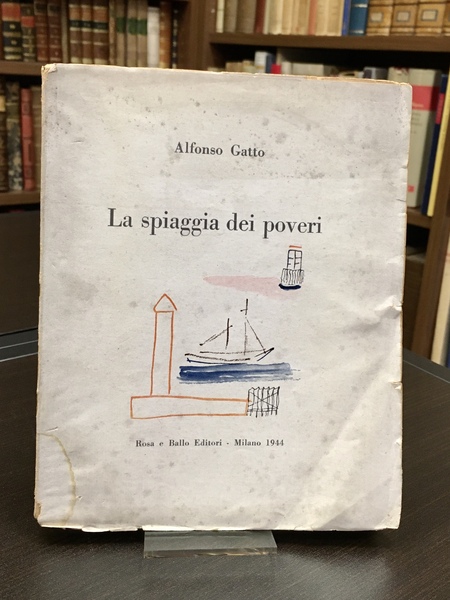 Alfonso Gatto
La spiaggia dei poveri
Rosa e Ballo Editori - Milano 1944